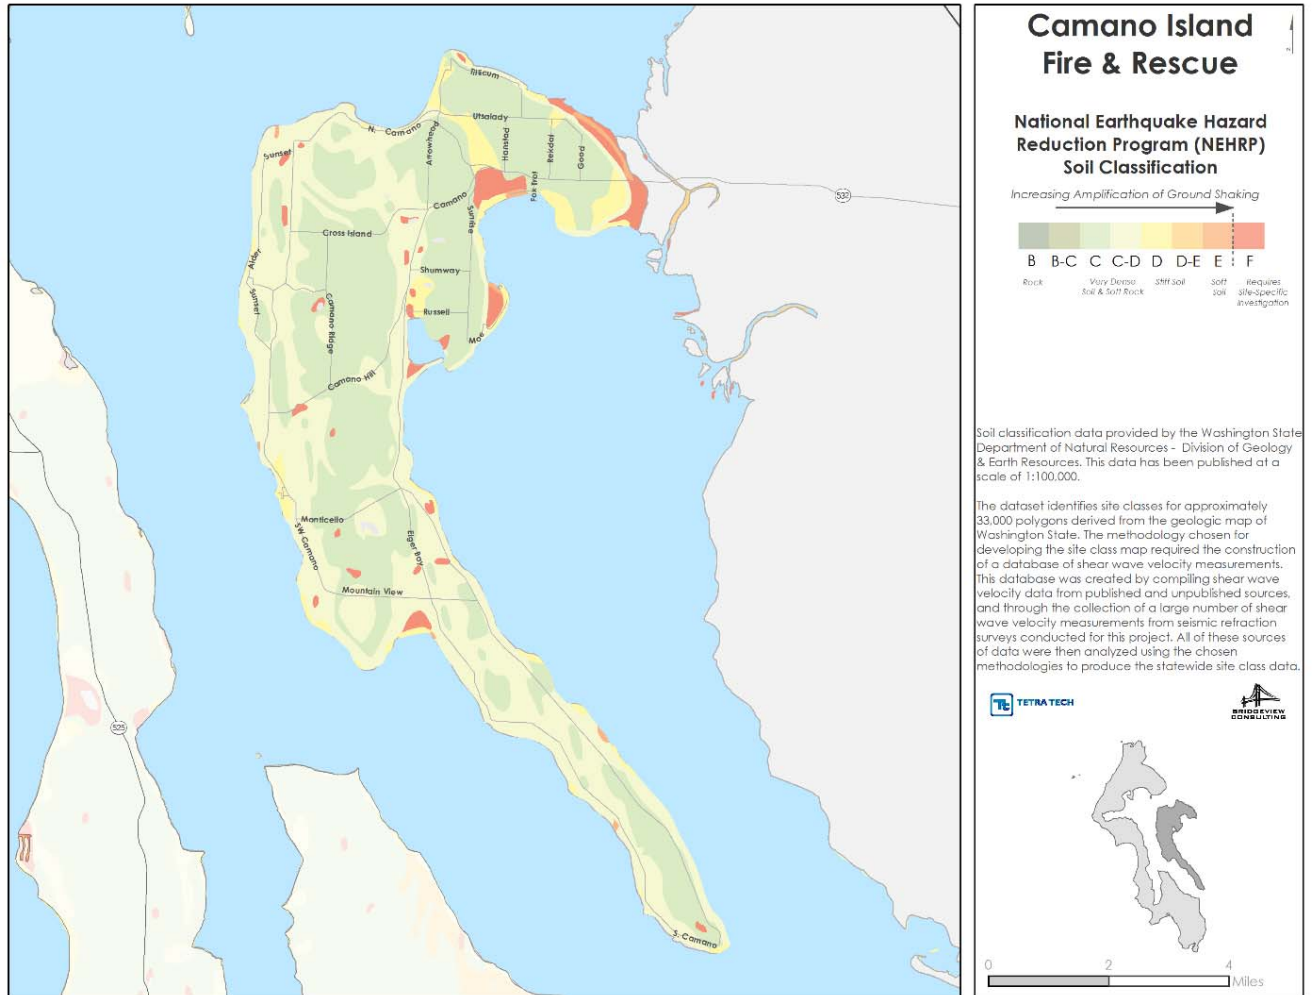 Camano Island
Fire & Rescue
National Earthquake Hazard
Reduction Program (NEHRP)
Soil Classification
Increasing Amplification of Ground Shaking
B B-C C C-D D D-E E F
Rock
Very Dense
Soil & Soft Rock
Stiff Soil
Soft
Soil
Requires
Site-Specific
Investigation
Soil classification data provided by the Washington State
Department of Natural Resources - Division of Geology
& Earth Resources. This data has been published at a
scale of 1:100,000.
The dataset identifies site classes for approximately
33,000 polygons derived from the geologic map of
Washington State. The methodology chosen for
developing the site class map required the construction
of a database of shear wave velocity measurements.
This database was created by compiling shear wave
velocity data from published and unpublished sources,
and through the collection of a large number of shear
wave velocity measurements from seismic refraction
surveys conducted for this project. All of these sources
of data were then analyzed using the chosen
methodologies to produce the statewide site class data.
TETRA TECH
BRIDGEVIEW
CONSULTING
0 2 4
Miles
Utsalady
N. Camano
Arrowhead
Hanstad
Rekdal
Good
Sunset
Fox Trot
532
Camano
Sunrise
Cross Island
Alder
Shumway
Sunset
Camano Ridge
Russell
Moe
Camano Hill
Monticello
SW Camano
Elger Bay
Mountain View
525
S. Camano